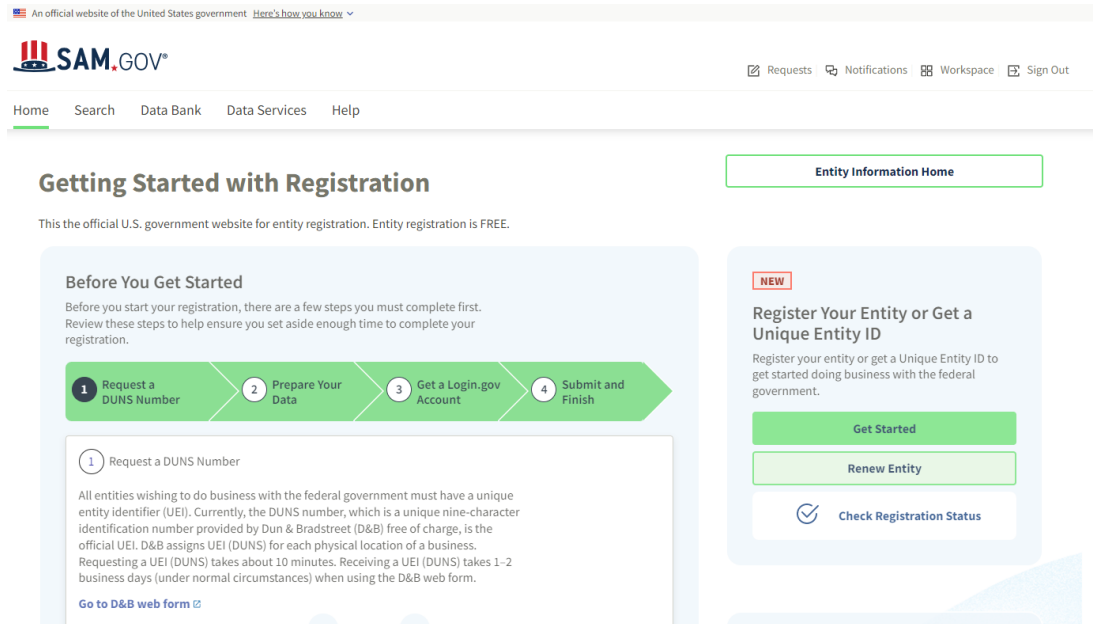 An official website of the United States government Here's how you know
SAM.GOV®
Requests Notifications Workspace Sign Out
Home Search Data Bank Data Services Help
Getting Started with Registration
Entity Information Home
This the official U.S. government website for entity registration. Entity registration is FREE.
Before You Get Started
Before you start your registration, there are a few steps you must complete first.
Review these steps to help ensure you set aside enough time to complete your
registration.
1 Request a
DUNS Number
2 Prepare Your
Data
3 Get a Login.gov
Account
4 Submit and
Finish
1 Request a DUNS Number
All entities wishing to do business with the federal government must have a unique
entity identifier (UEI). Currently, the DUNS number, which is a unique nine-character
identification number provided by Dun & Bradstreet (D&B) free of charge, is the
official UEI. D&B assigns UEI (DUNS) for each physical location of a business.
Requesting a UEI (DUNS) takes about 10 minutes. Receiving a UEI (DUNS) takes 1–2
business days (under normal circumstances) when using the D&B web form.
Go to D&B web form
NEW
Register Your Entity or Get a
Unique Entity ID
Register your entity or get a Unique Entity ID to
get started doing business with the federal
government.
Get Started
Renew Entity
Check Registration Status